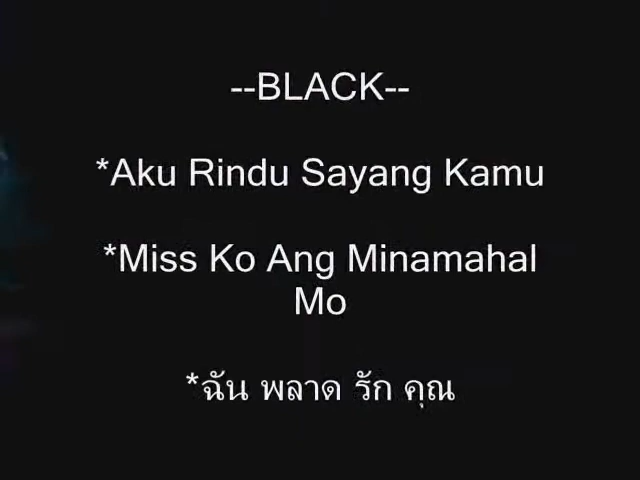 --BLACK--
*Aku Rindu Sayang Kamu
*Miss Ko Ang Minamahal
Mo
*ฉัน พลาด รัก คุณ